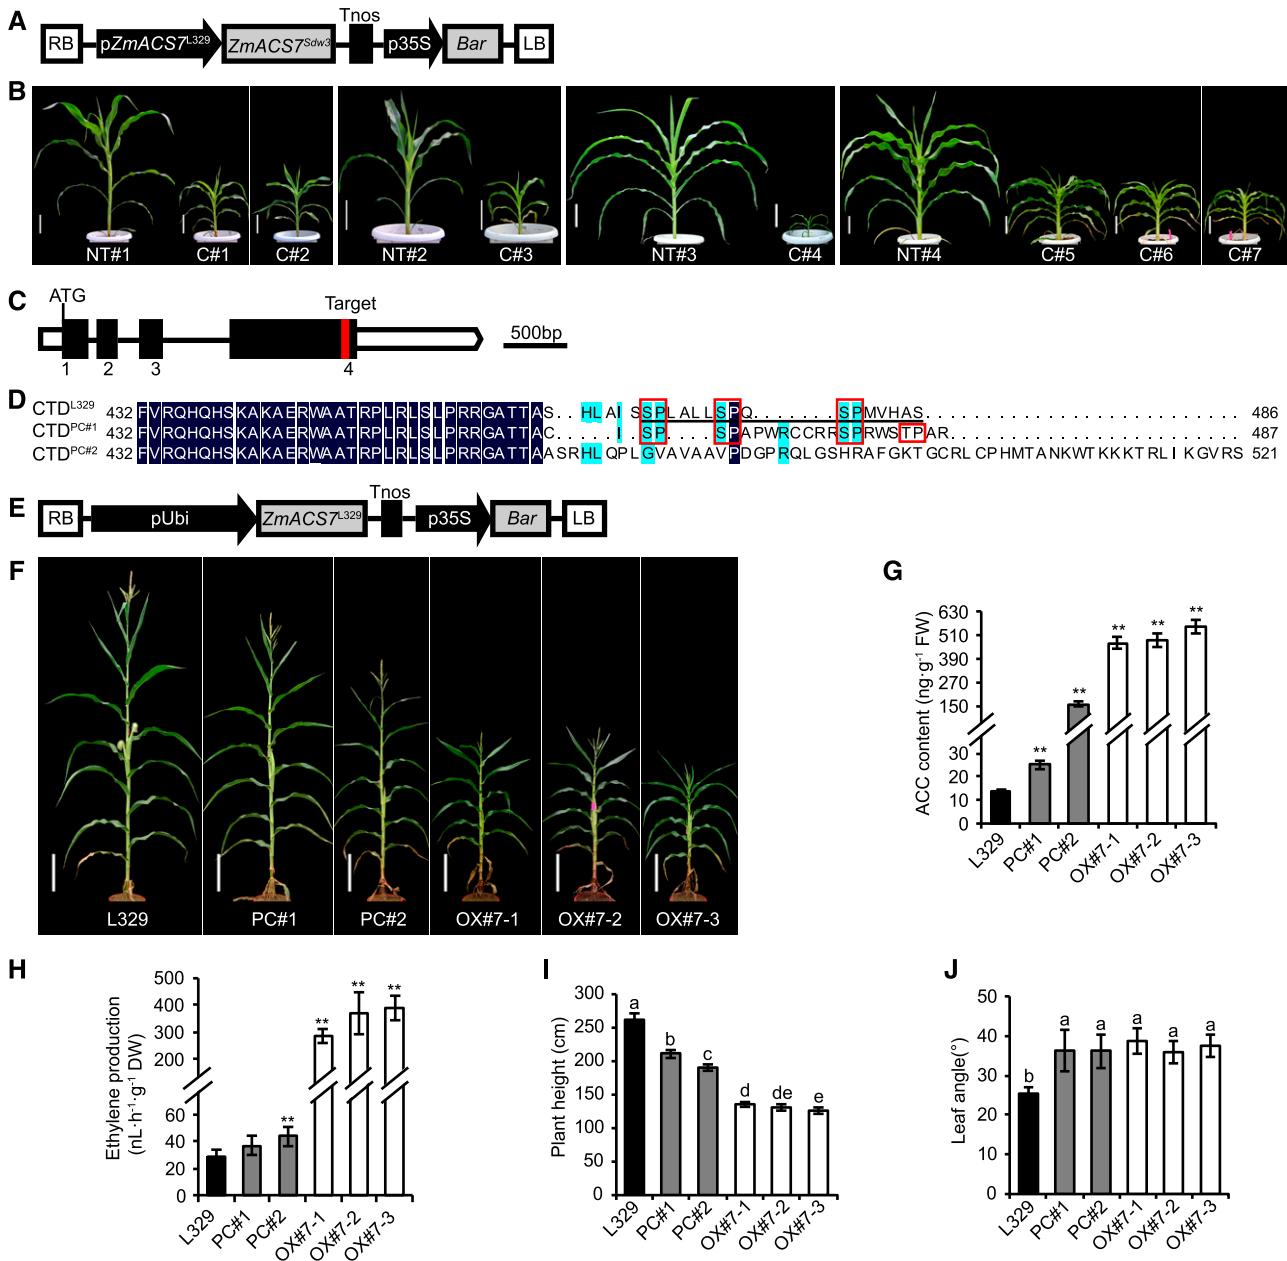 A
RB pZmACS7L329 ZmACS7Sdw3 Tnos p35S Bar LB
B
NT#1 C#1 C#2 NT#2 C#3 NT#3 C#4 NT#4 C#5 C#6 C#7
C
ATG Target
500bp
1 2 3 4
D
CTDL329 432 FVRQHQHSKAKAERWAATRPLRLSLPRRGATTAS..HLAISSPLALLSPQ......SPMVHAS 486
CTDPC#1 432 FVRQHQHSKAKAERWAATRPLRLSLPRRGATTAC.....ISPSPAPWRCCRFSPRWSTPAR 487
CTDPC#2 432 FVRQHQHSKAKAERWAATRPLRLSLPRRGATTAASRHLQPLGVAVAAVPDGPRQLGSHRAFGKTGCRLCPHMTANKWTKKKTRLIKGVRS 521
E
RB pUbi ZmACS7L329 Tnos p35S Bar LB
F
L329 PC#1 PC#2 OX#7-1 OX#7-2 OX#7-3
G
ACC content (ng·g-1 FW)
630
510
390
270
150
30
20
10
0
** ** ** ** **
L329 PC#1 PC#2 OX#7-1 OX#7-2 OX#7-3
H
Ethylene production
(nL·h-1·g-1 DW)
500
400
300
200
60
40
20
0
** ** ** **
L329 PC#1 PC#2 OX#7-1 OX#7-2 OX#7-3
I
Plant height (cm)
300
250
200
150
100
50
0
a b c d de e
L329 PC#1 PC#2 OX#7-1 OX#7-2 OX#7-3
J
Leaf angle(°)
50
40
30
20
10
0
b a a a a a
L329 PC#1 PC#2 OX#7-1 OX#7-2 OX#7-3